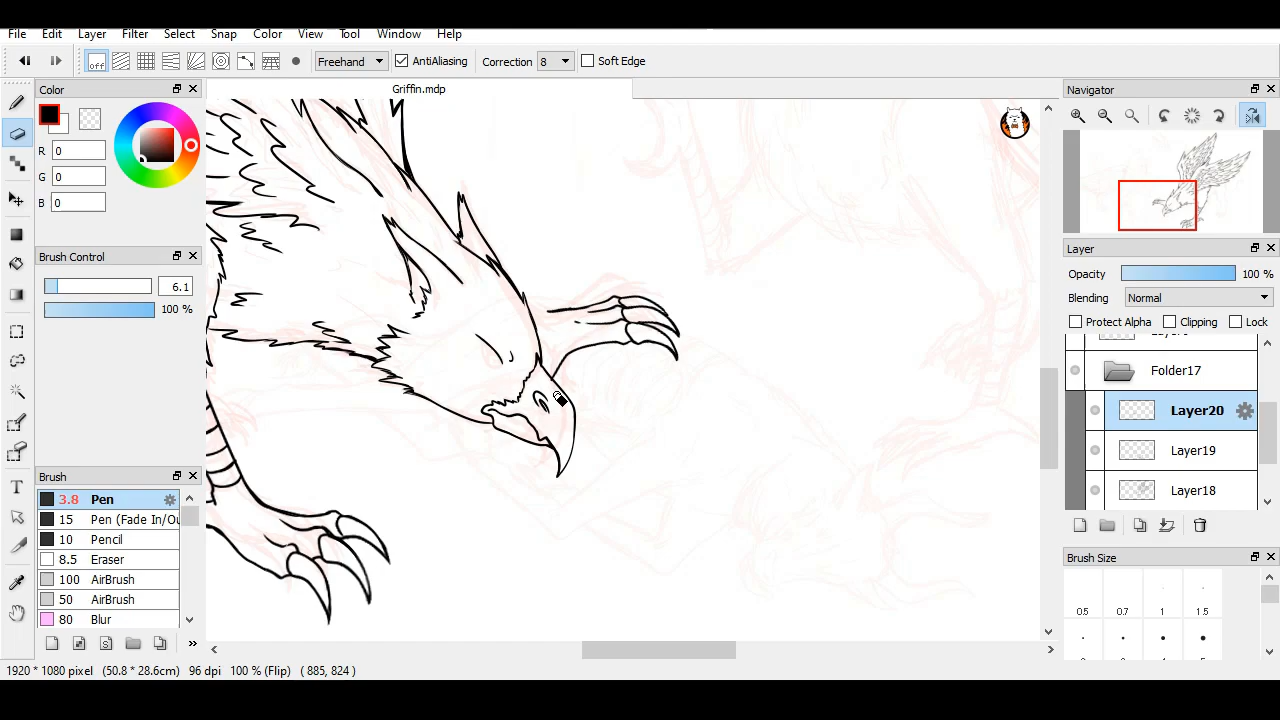 File Edit Layer Filter Select Snap Color View Tool Window Help
off Freehand AntiAliasing Correction 8 Soft Edge
Color
Griffin.mdp
Navigator
R 0
G 0
B 0
Brush Control
6.1
100 %
Layer
Opacity 100 %
Blending Normal
Protect Alpha Clipping Lock
Folder17
Layer20
Layer19
Layer18
Brush
3.8 Pen
15 Pen (Fade In/Ou
10 Pencil
8.5 Eraser
100 AirBrush
50 AirBrush
80 Blur
Brush Size
0.5 0.7 1 1.5
1920 * 1080 pixel (50.8 * 28.6cm) 96 dpi 100 % (Flip) ( 885, 824 )